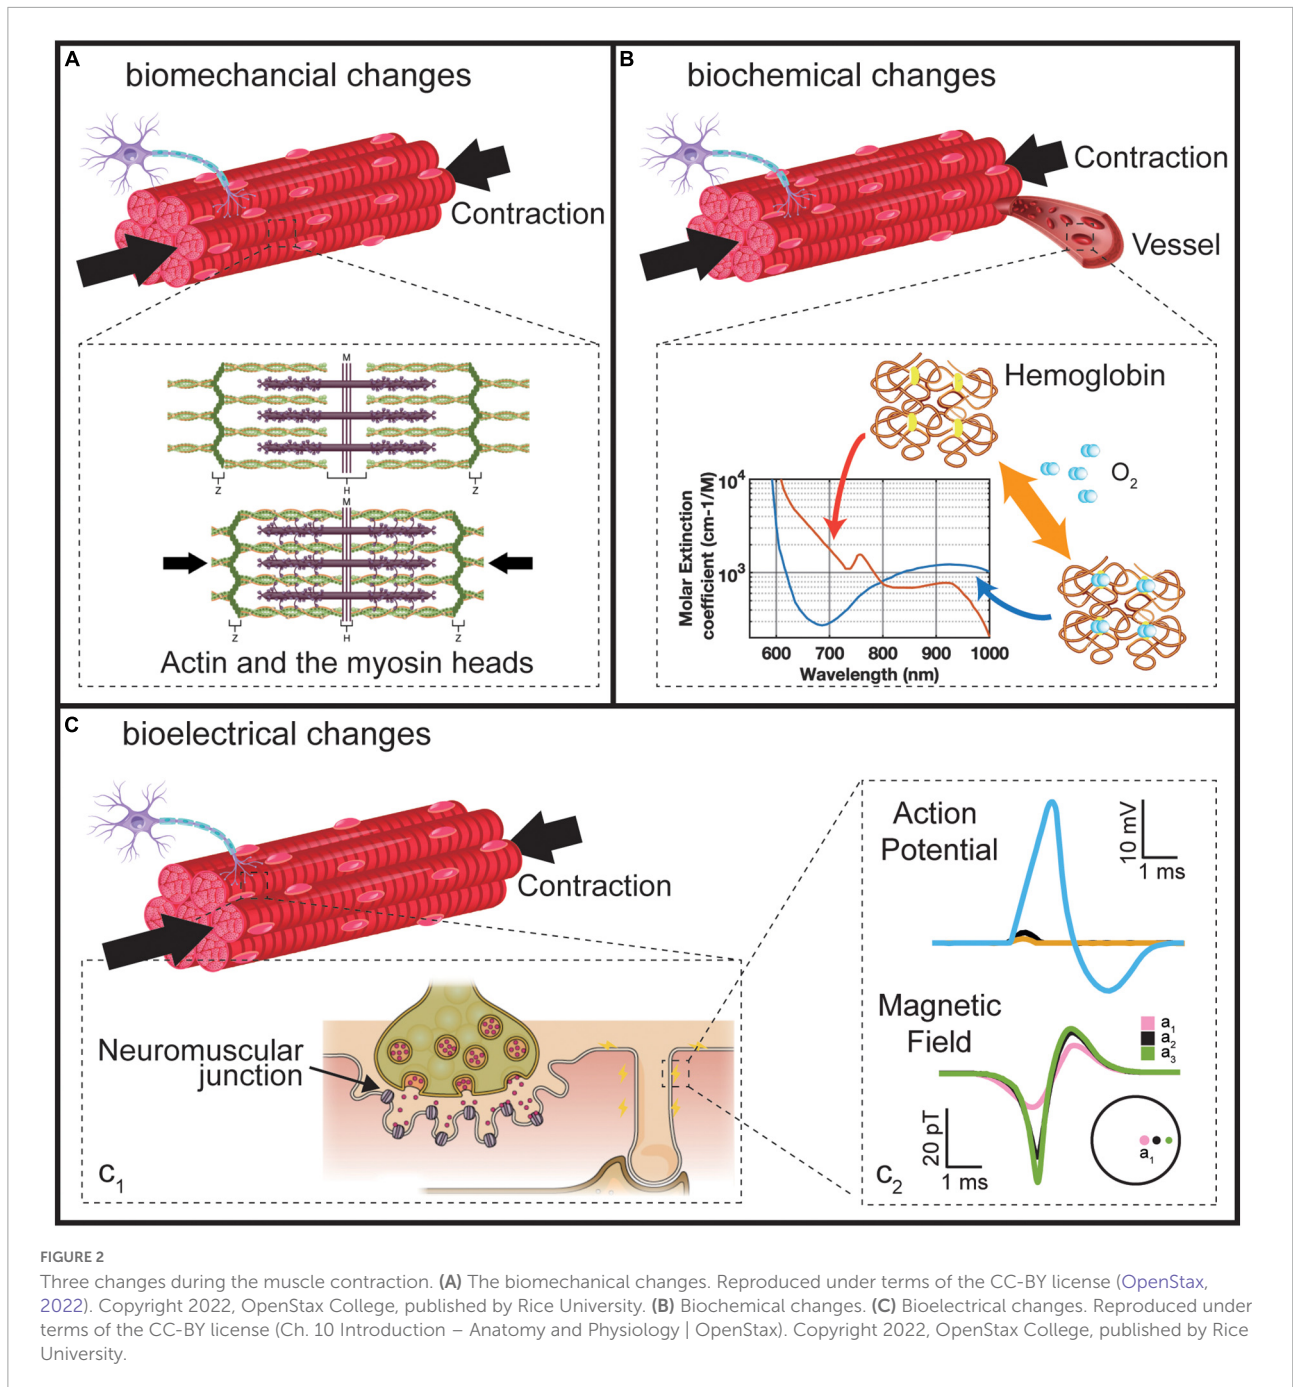 A
biomechancial changes
Contraction
M
Z
H
Z
M
Z
H
Z
Actin and the myosin heads
B
biochemical changes
Contraction
Vessel
Hemoglobin
O2
Molar Extinction
coefficient (cm-1/M)
10^4
10^3
600 700 800 900 1000
Wavelength (nm)
C
bioelectrical changes
Contraction
Neuromuscular
junction
C1
Action
Potential
10 mV
1 ms
Magnetic
Field
a1
a2
a3
20 pT
1 ms
a1
C2
FIGURE 2
Three changes during the muscle contraction. (A) The biomechanical changes. Reproduced under terms of the CC-BY license (OpenStax,
2022). Copyright 2022, OpenStax College, published by Rice University. (B) Biochemical changes. (C) Bioelectrical changes. Reproduced under
terms of the CC-BY license (Ch. 10 Introduction – Anatomy and Physiology | OpenStax). Copyright 2022, OpenStax College, published by Rice
University.